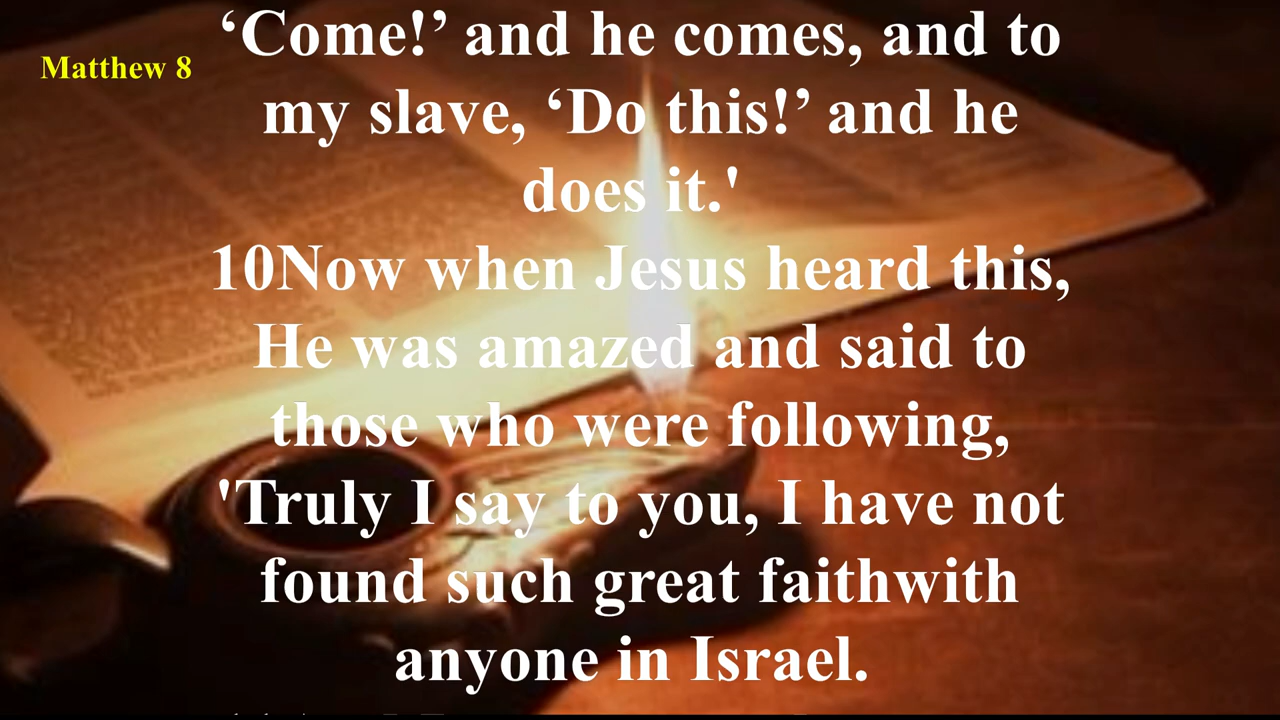 Matthew 8
‘Come!’ and he comes, and to
my slave, ‘Do this!’ and he
does it.'
10Now when Jesus heard this,
He was amazed and said to
those who were following,
'Truly I say to you, I have not
found such great faithwith
anyone in Israel.